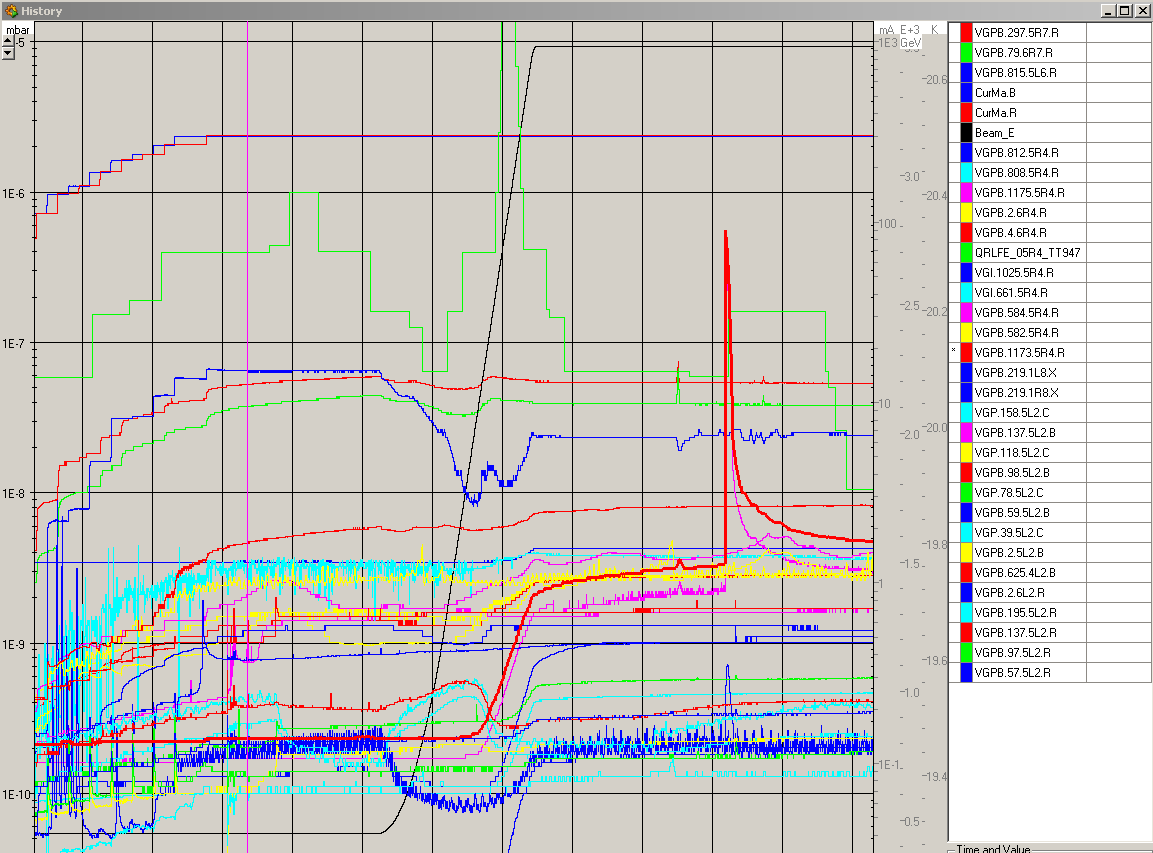 History
mbar
-5
1E-6
1E-7
1E-8
1E-9
1E-10
mA E+3 K
1E3 GeV
20.6
3.0
20.4
100
2.5
20.2
10
2.0
20.0
19.8
1.5
1
19.6
1.0
19.4
1E-1
0.5
VGPB.297.5R7.R
VGPB.79.6R7.R
VGPB.815.5L6.R
CurMa.B
CurMa.R
Beam_E
VGPB.812.5R4.R
VGPB.808.5R4.R
VGPB.1175.5R4.R
VGPB.2.6R4.R
VGPB.4.6R4.R
QRLFE_05R4_TT947
VGI.1025.5R4.R
VGI.661.5R4.R
VGPB.584.5R4.R
VGPB.582.5R4.R
* VGPB.1173.5R4.R
VGPB.219.1L8.X
VGPB.219.1R8.X
VGP.158.5L2.C
VGPB.137.5L2.B
VGP.118.5L2.C
VGPB.98.5L2.B
VGP.78.5L2.C
VGPB.59.5L2.B
VGP.39.5L2.C
VGPB.2.5L2.B
VGPB.625.4L2.B
VGPB.2.6L2.R
VGPB.195.5L2.R
VGPB.137.5L2.R
VGPB.97.5L2.R
VGPB.57.5L2.R
Time and Value